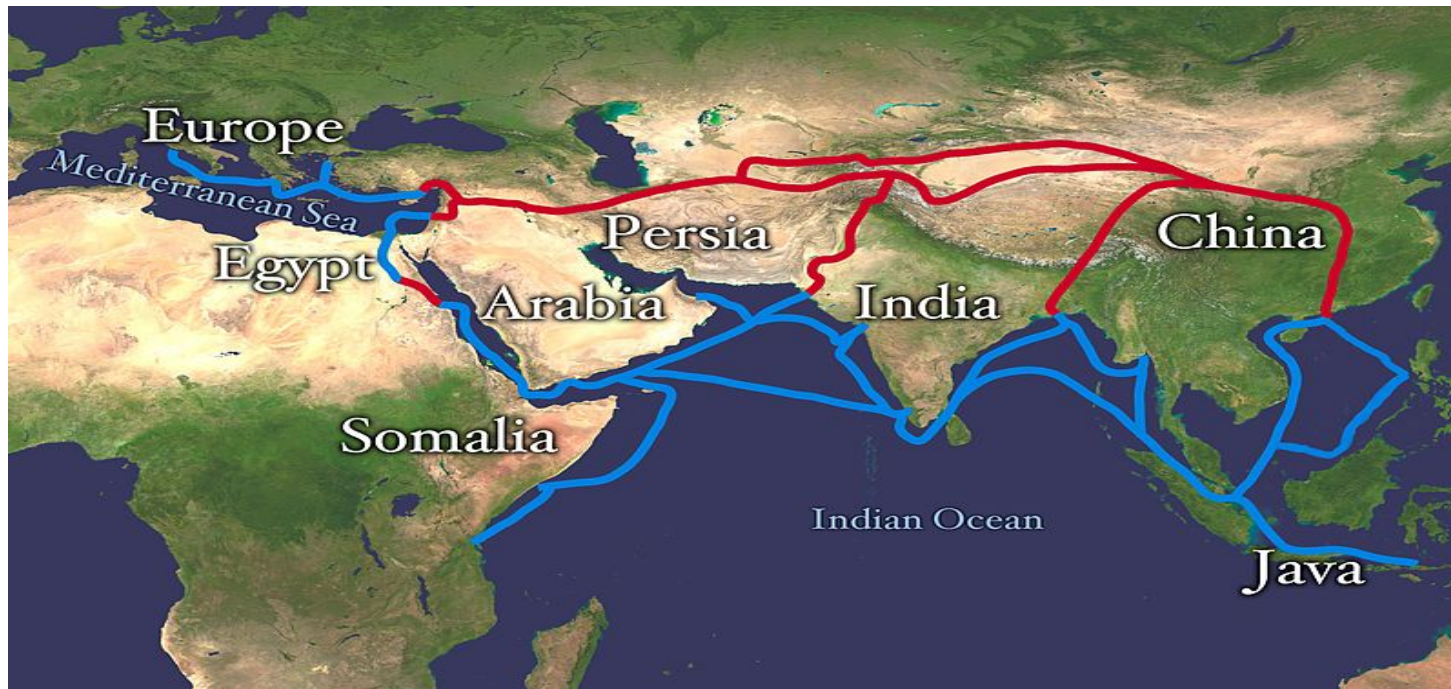 Europe
Mediterranean Sea
Persia
China
Egypt
Arabia
India
Somalia
Indian Ocean
Java